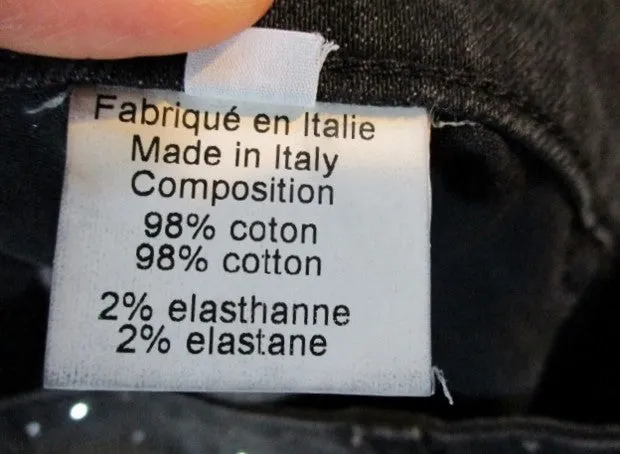 Fabriqué en Italie
Made in Italy
Composition
98% coton
98% cotton
2% elasthanne
2% elastane